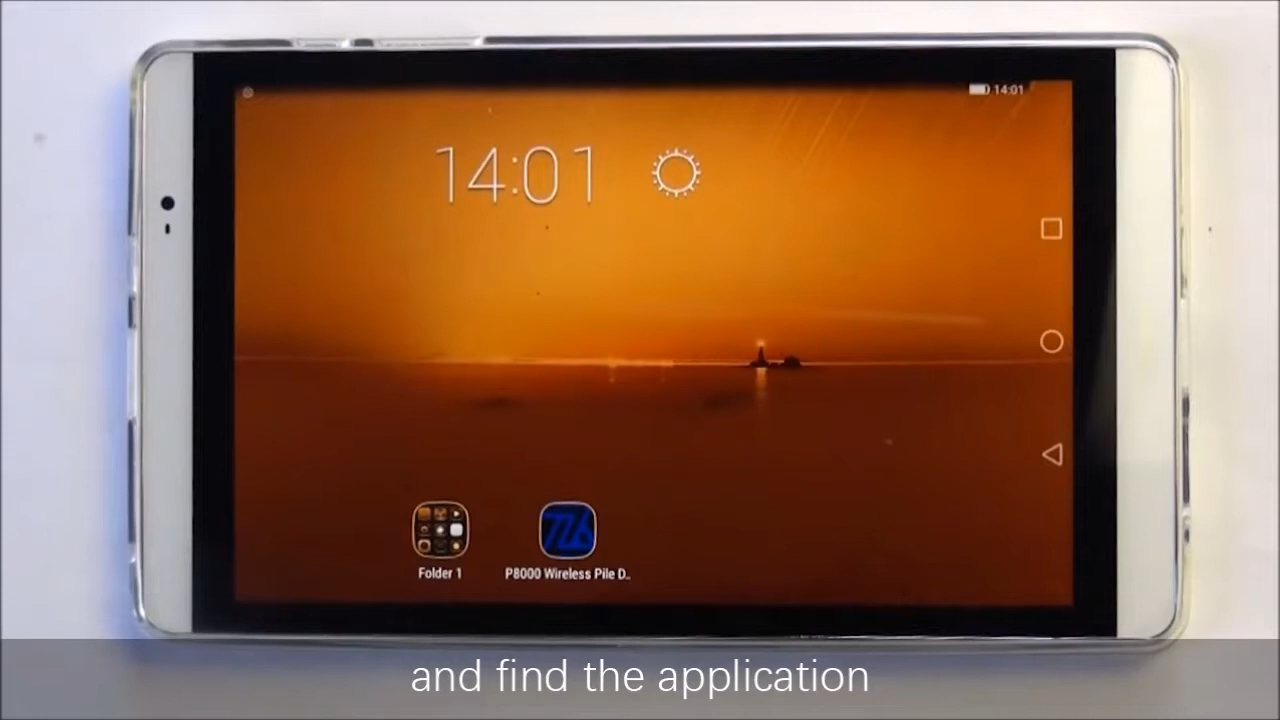 14:01
14:01
Folder 1
P8000 Wireless Pile D..
and find the application